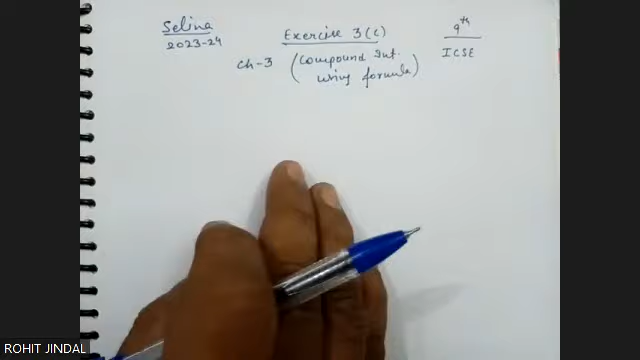 Selina
2023-24
Exercise 3(c)
9th
ICSE
Ch-3 (Compound Int.
using formula)
ROHIT JINDAL